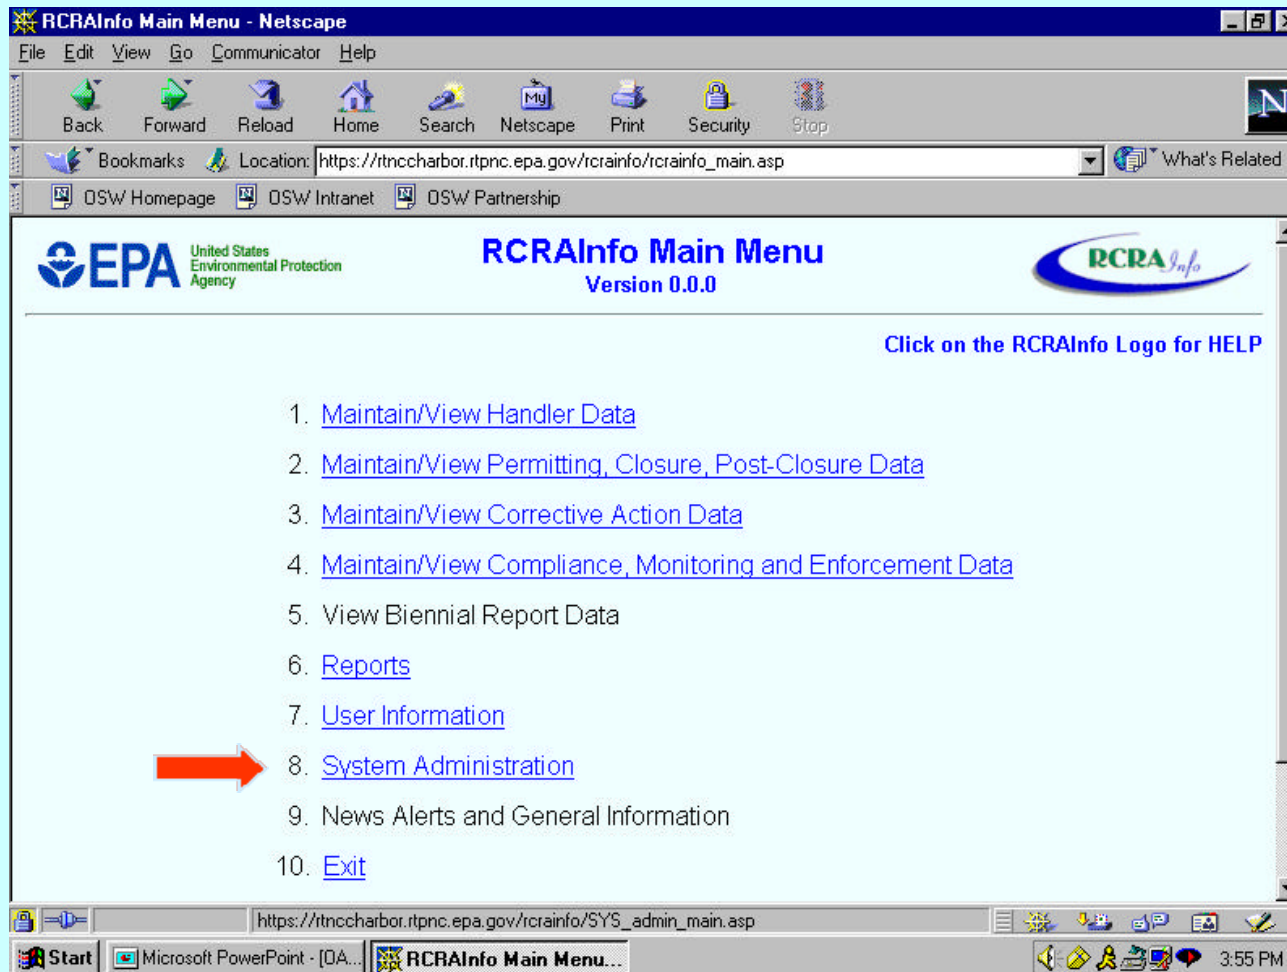 RCRAInfo Main Menu - Netscape
File Edit View Go Communicator Help
Back Forward Reload Home Search Netscape Print Security Stop
My
N
Bookmarks Location: https://rtnccharbor.rtpnc.epa.gov/rcrainfo/rcrainfo_main.asp What's Related
OSW Homepage OSW Intranet OSW Partnership
EPA United States
Environmental Protection
Agency
RCRAInfo Main Menu
Version 0.0.0
RCRA Info
Click on the RCRAInfo Logo for HELP
1. Maintain/View Handler Data
2. Maintain/View Permitting, Closure, Post-Closure Data
3. Maintain/View Corrective Action Data
4. Maintain/View Compliance, Monitoring and Enforcement Data
5. View Biennial Report Data
6. Reports
7. User Information
8. System Administration
9. News Alerts and General Information
10. Exit
https://rtnccharbor.rtpnc.epa.gov/rcrainfo/SYS_admin_main.asp
Start Microsoft PowerPoint - [OA... RCRAInfo Main Menu... 3:55 PM